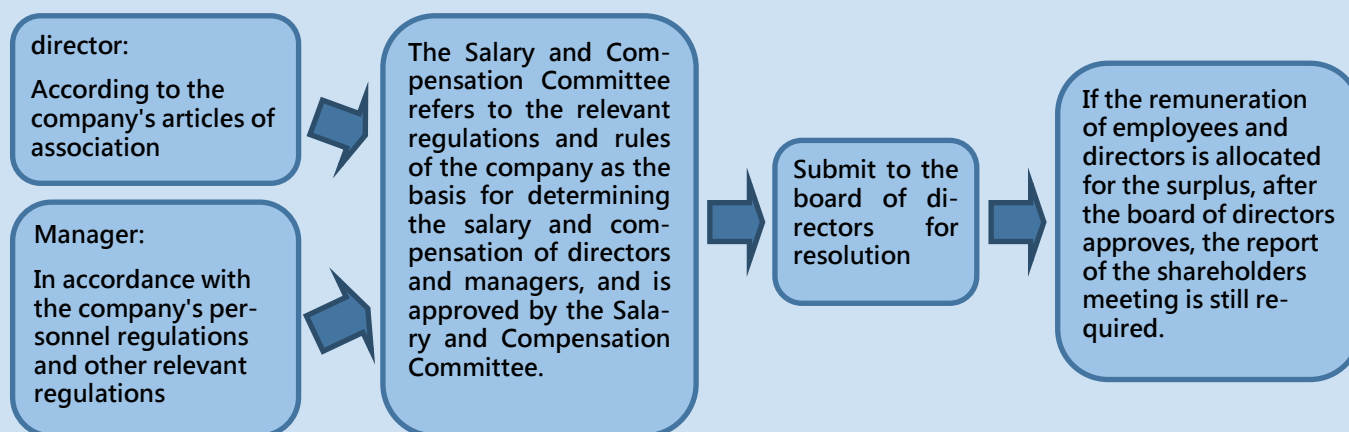 director:
According to the
company's articles of
association
Manager:
In accordance with
the company's per-
sonnel regulations
and other relevant
regulations
The Salary and Com-
pensation Committee
refers to the relevant
regulations and rules
of the company as the
basis for determining
the salary and com-
pensation of directors
and managers, and is
approved by the Sala-
ry and Compensation
Committee.
Submit to the
board of di-
rectors for
resolution
If the remuneration
of employees and
directors is allocated
for the surplus, after
the board of directors
approves, the report
of the shareholders
meeting is still re-
quired.